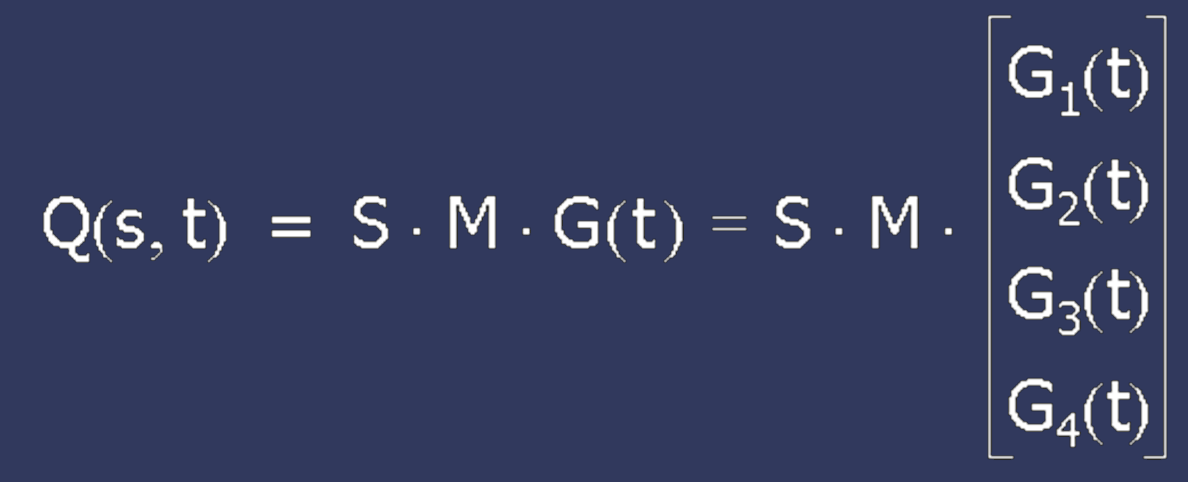 G₁(t)
G₂(t)
Q(s, t) = S · M · G(t) = S · M ·
G₃(t)
G₄(t)